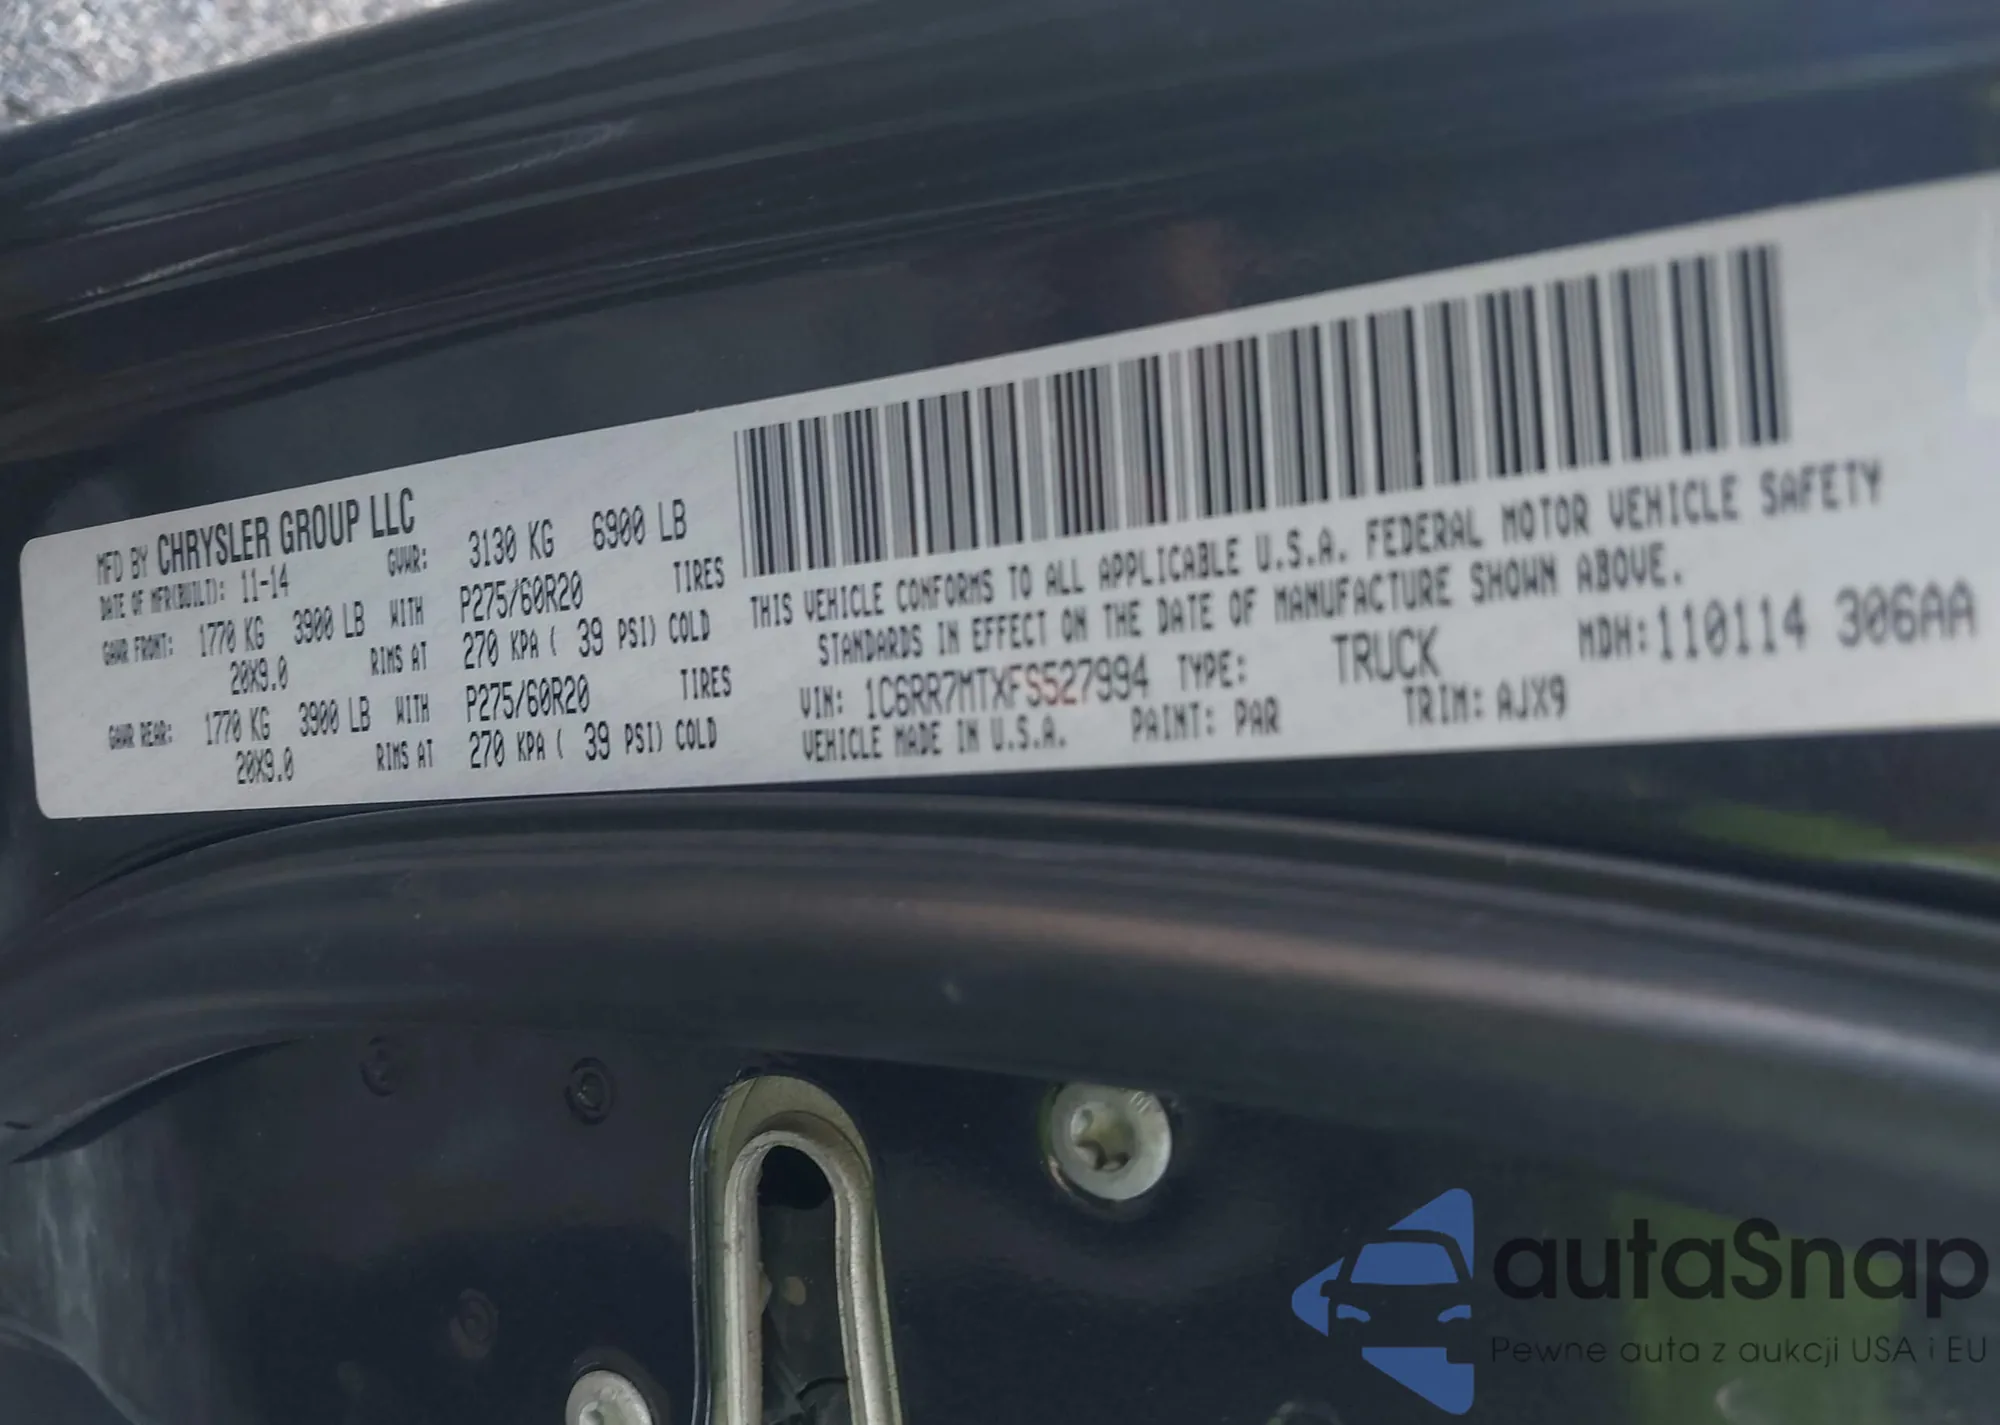 MFD BY CHRYSLER GROUP LLC
DATE OF MFR(BUILT): 11-14 GVWR: 3130 KG 6900 LB
GAWR FRONT: 1770 KG 3900 LB WITH P275/60R20 TIRES
20X9.0 RIMS AT 270 KPA ( 39 PSI) COLD
GAWR REAR: 1770 KG 3900 LB WITH P275/60R20 TIRES
20X9.0 RIMS AT 270 KPA ( 39 PSI) COLD
THIS VEHICLE CONFORMS TO ALL APPLICABLE U.S.A. FEDERAL MOTOR VEHICLE SAFETY
STANDARDS IN EFFECT ON THE DATE OF MANUFACTURE SHOWN ABOVE.
VIN: 1C6RR7MTXFS527994 TYPE: TRUCK MDH:110114 306AA
VEHICLE MADE IN U.S.A. PAINT: PAR TRIM: AJX9
autaSnap
Pewne auta z aukcji USA i EU